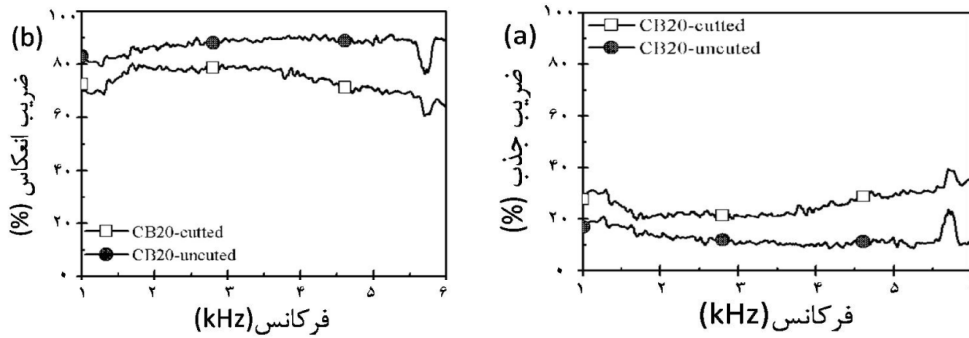 (b)
ضریب انعکاس (%)
۱۰۰
۸۰
۶۰
۴۰
۲۰
۰
CB20-cutted
CB20-uncuted
۱ ۲ ۳ ۴ ۵ ۶
فرکانس(kHz)
(a)
ضریب جذب (%)
۱۰۰
۸۰
۶۰
۴۰
۲۰
۰
CB20-cutted
CB20-uncuted
۱ ۲ ۳ ۴ ۵
فرکانس(kHz)